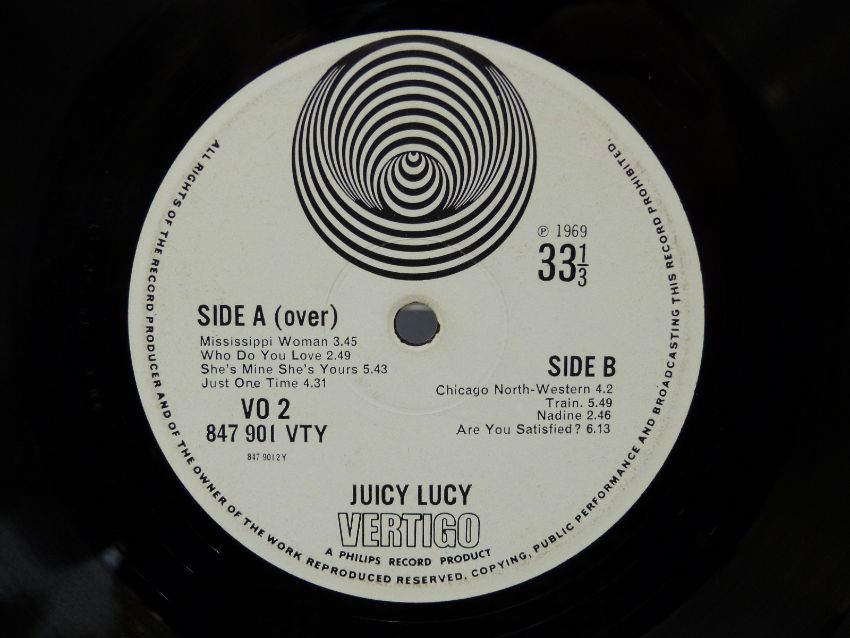 ℗ 1969
33 1/3
SIDE A (over)
Mississippi Woman 3.45
Who Do You Love 2.49
She's Mine She's Yours 5.43
Just One Time 4.31
VO 2
847 901 VTY
847 901 2Y
SIDE B
Chicago North-Western 4.2
Train. 5.49
Nadine 2.46
Are You Satisfied? 6.13
JUICY LUCY
VERTIGO
A PHILIPS RECORD PRODUCT
ALL RIGHTS OF THE RECORD PRODUCER AND OF THE OWNER OF THE WORK REPRODUCED RESERVED. COPYING, PUBLIC PERFORMANCE AND BROADCASTING THIS RECORD PROHIBITED.